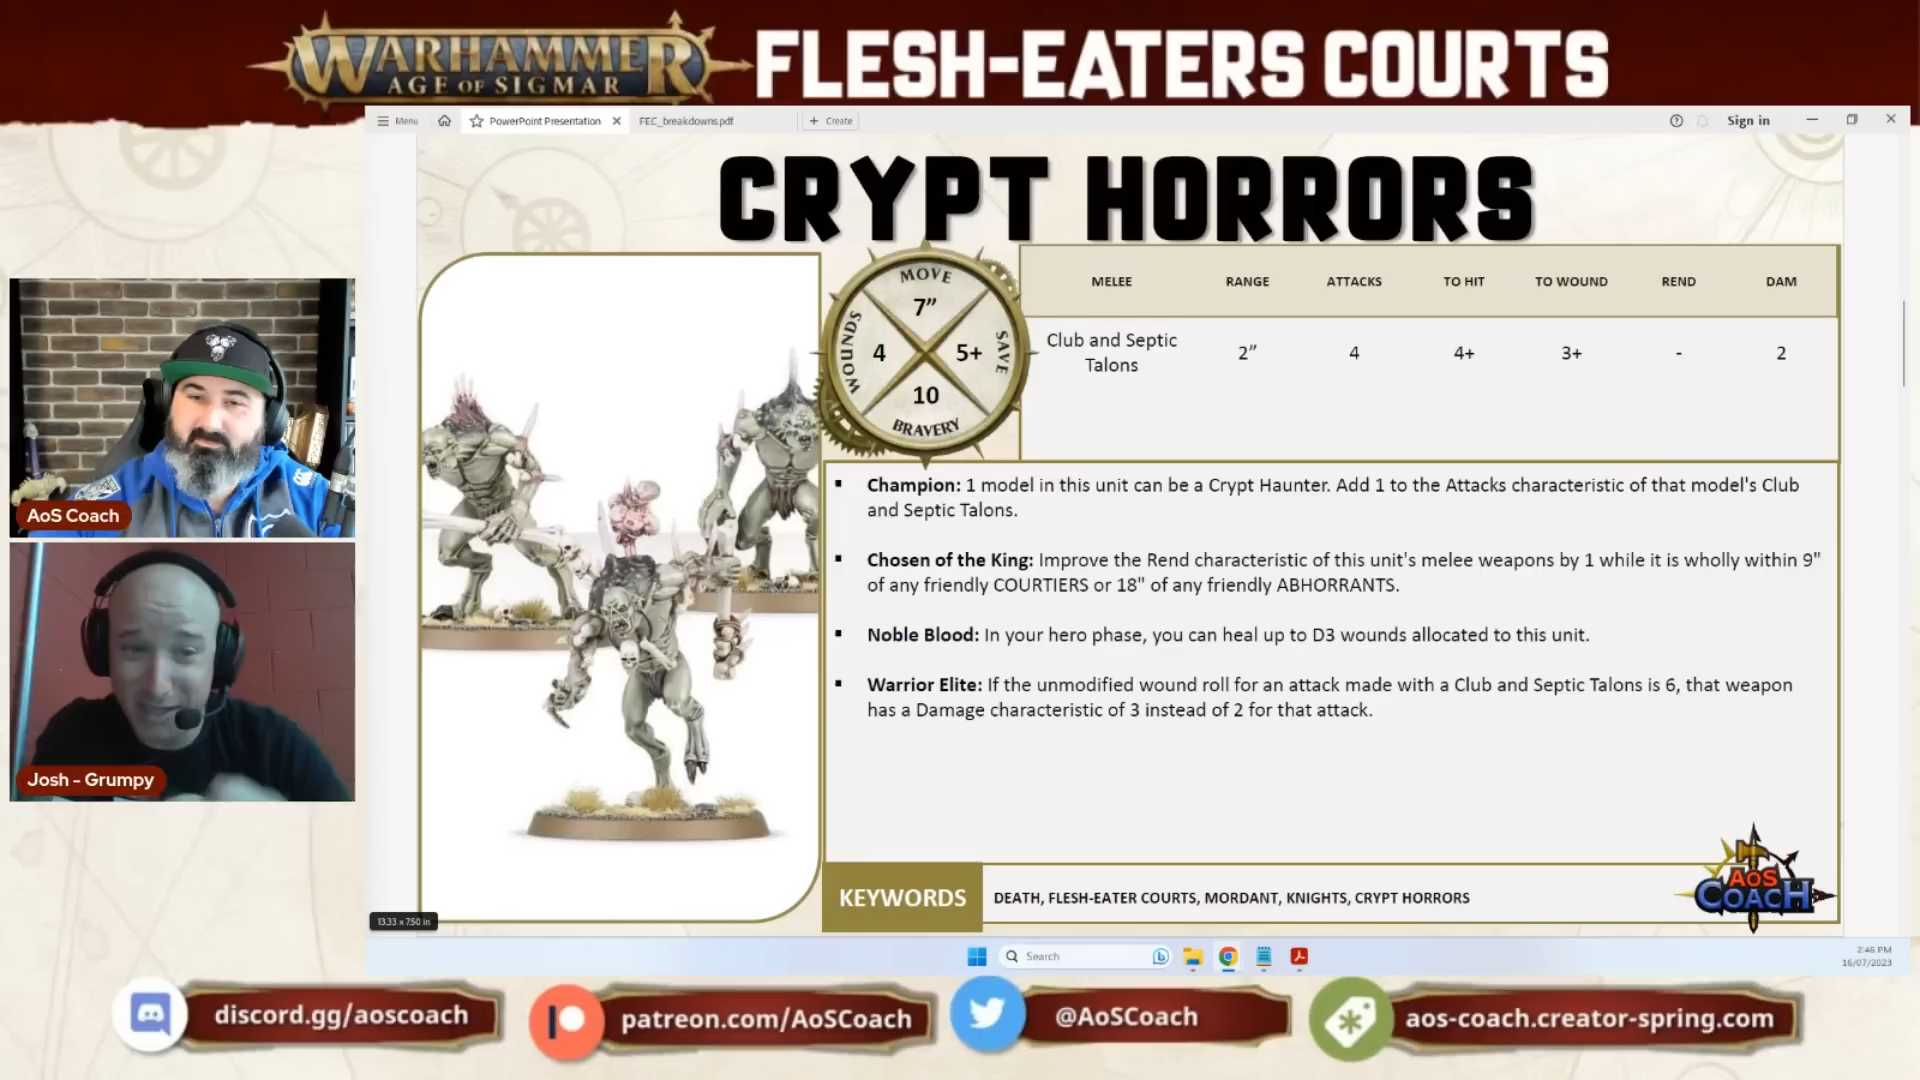 WARHAMMER
AGE OF SIGMAR
FLESH-EATERS COURTS
Menu
PowerPoint Presentation
FEC_breakdowns.pdf
+ Create
Sign in
CRYPT HORRORS
MOVE
7”
WOUNDS
4
5+
SAVE
10
BRAVERY
MELEE RANGE ATTACKS TO HIT TO WOUND REND DAM
Club and Septic
Talons
2” 4 4+ 3+ - 2
▪ Champion: 1 model in this unit can be a Crypt Haunter. Add 1 to the Attacks characteristic of that model's Club
and Septic Talons.
▪ Chosen of the King: Improve the Rend characteristic of this unit's melee weapons by 1 while it is wholly within 9"
of any friendly COURTIERS or 18" of any friendly ABHORRANTS.
▪ Noble Blood: In your hero phase, you can heal up to D3 wounds allocated to this unit.
▪ Warrior Elite: If the unmodified wound roll for an attack made with a Club and Septic Talons is 6, that weapon
has a Damage characteristic of 3 instead of 2 for that attack.
KEYWORDS
DEATH, FLESH-EATER COURTS, MORDANT, KNIGHTS, CRYPT HORRORS
AoS
COACH
AoS Coach
Josh - Grumpy
13.33 x 7.50 in
Search
2:46 PM
16/07/2023
discord.gg/aoscoach
patreon.com/AoSCoach
@AoSCoach
aos-coach.creator-spring.com